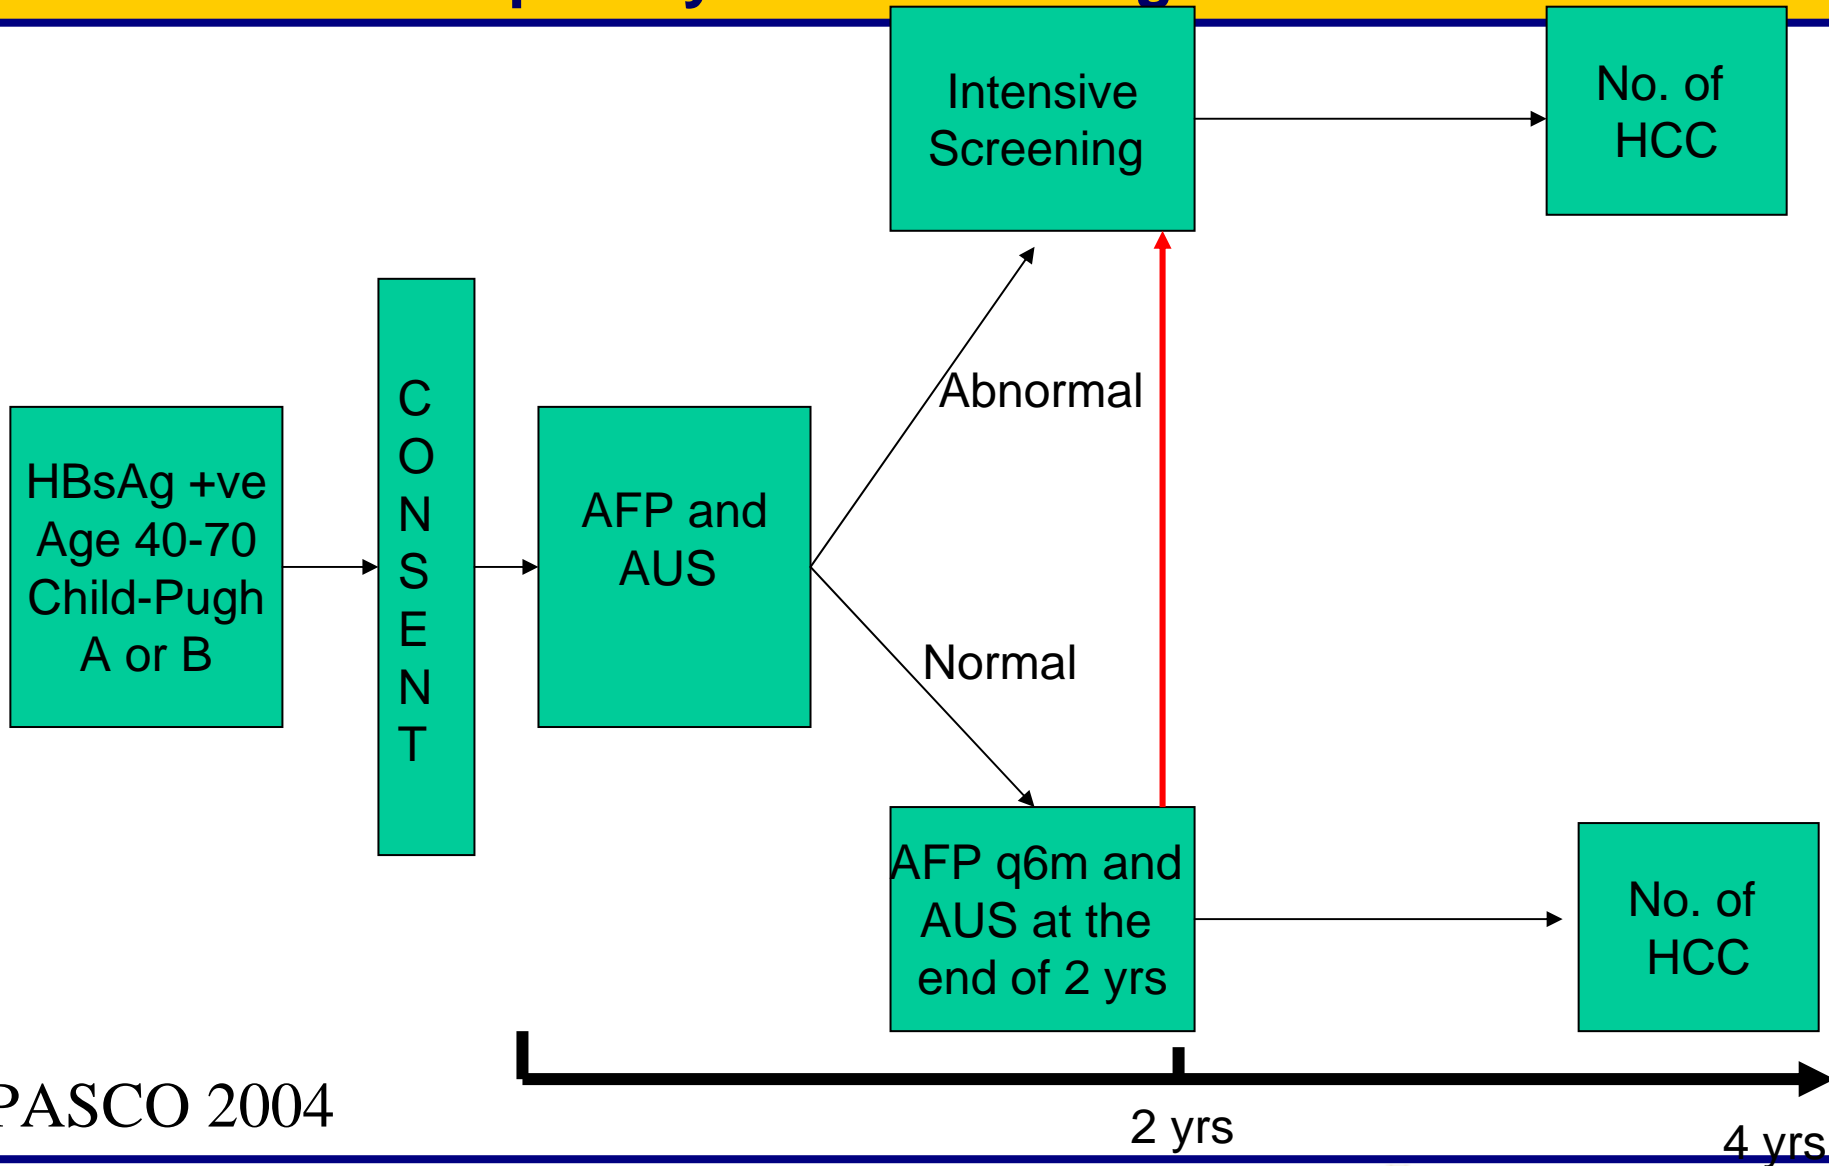 Intensive
Screening
No. of
HCC
Abnormal
HBsAg +ve
Age 40-70
Child-Pugh
A or B
C
O
N
S
E
N
T
AFP and
AUS
Normal
AFP q6m and
AUS at the
end of 2 yrs
No. of
HCC
PASCO 2004
2 yrs
4 yrs